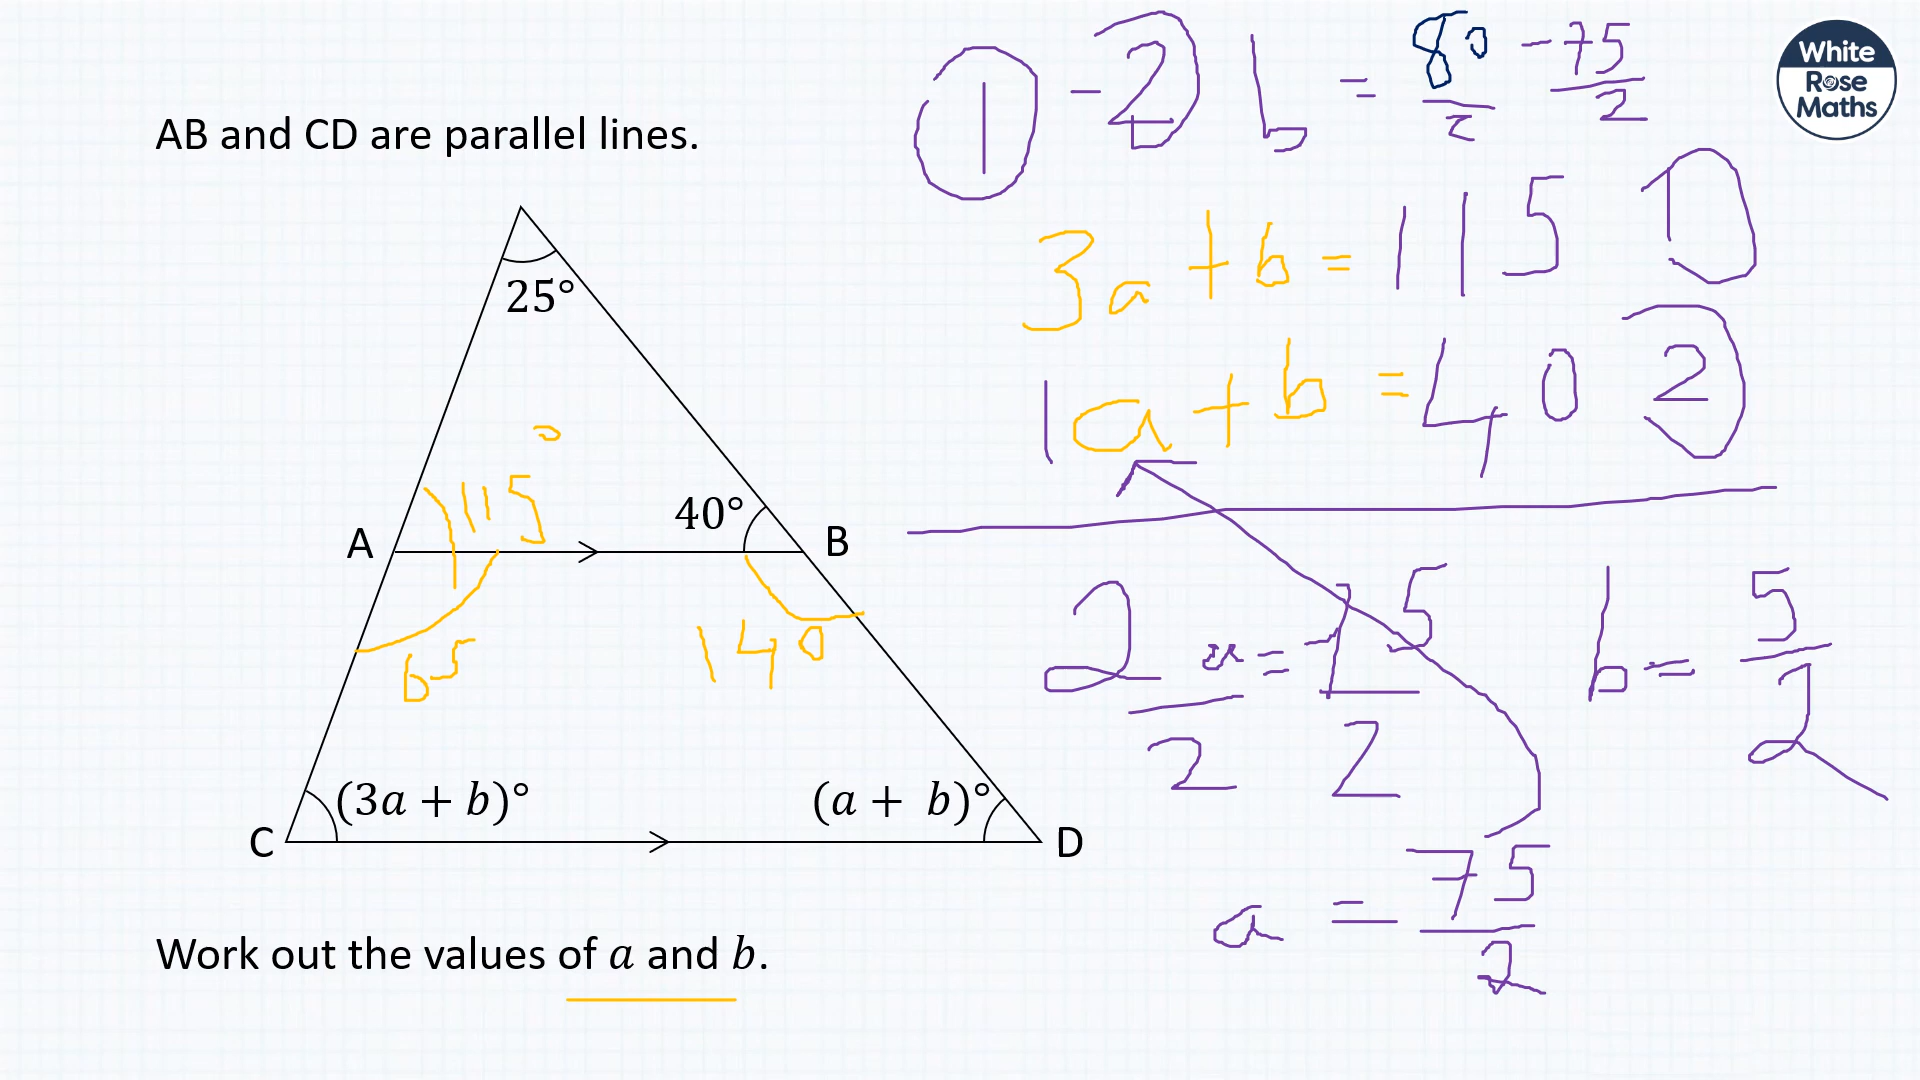 AB and CD are parallel lines.
25°
115°
A
40°
B
65
140
(3a + b)°
(a + b)°
C
D
Work out the values of a and b.
White
Rose
Maths
1 - 2
b = 80/2 - 75/2
3a + b = 115 1
1a + b = 40 2
2a/2 = 75/2
b = 5/2
a = 75/2